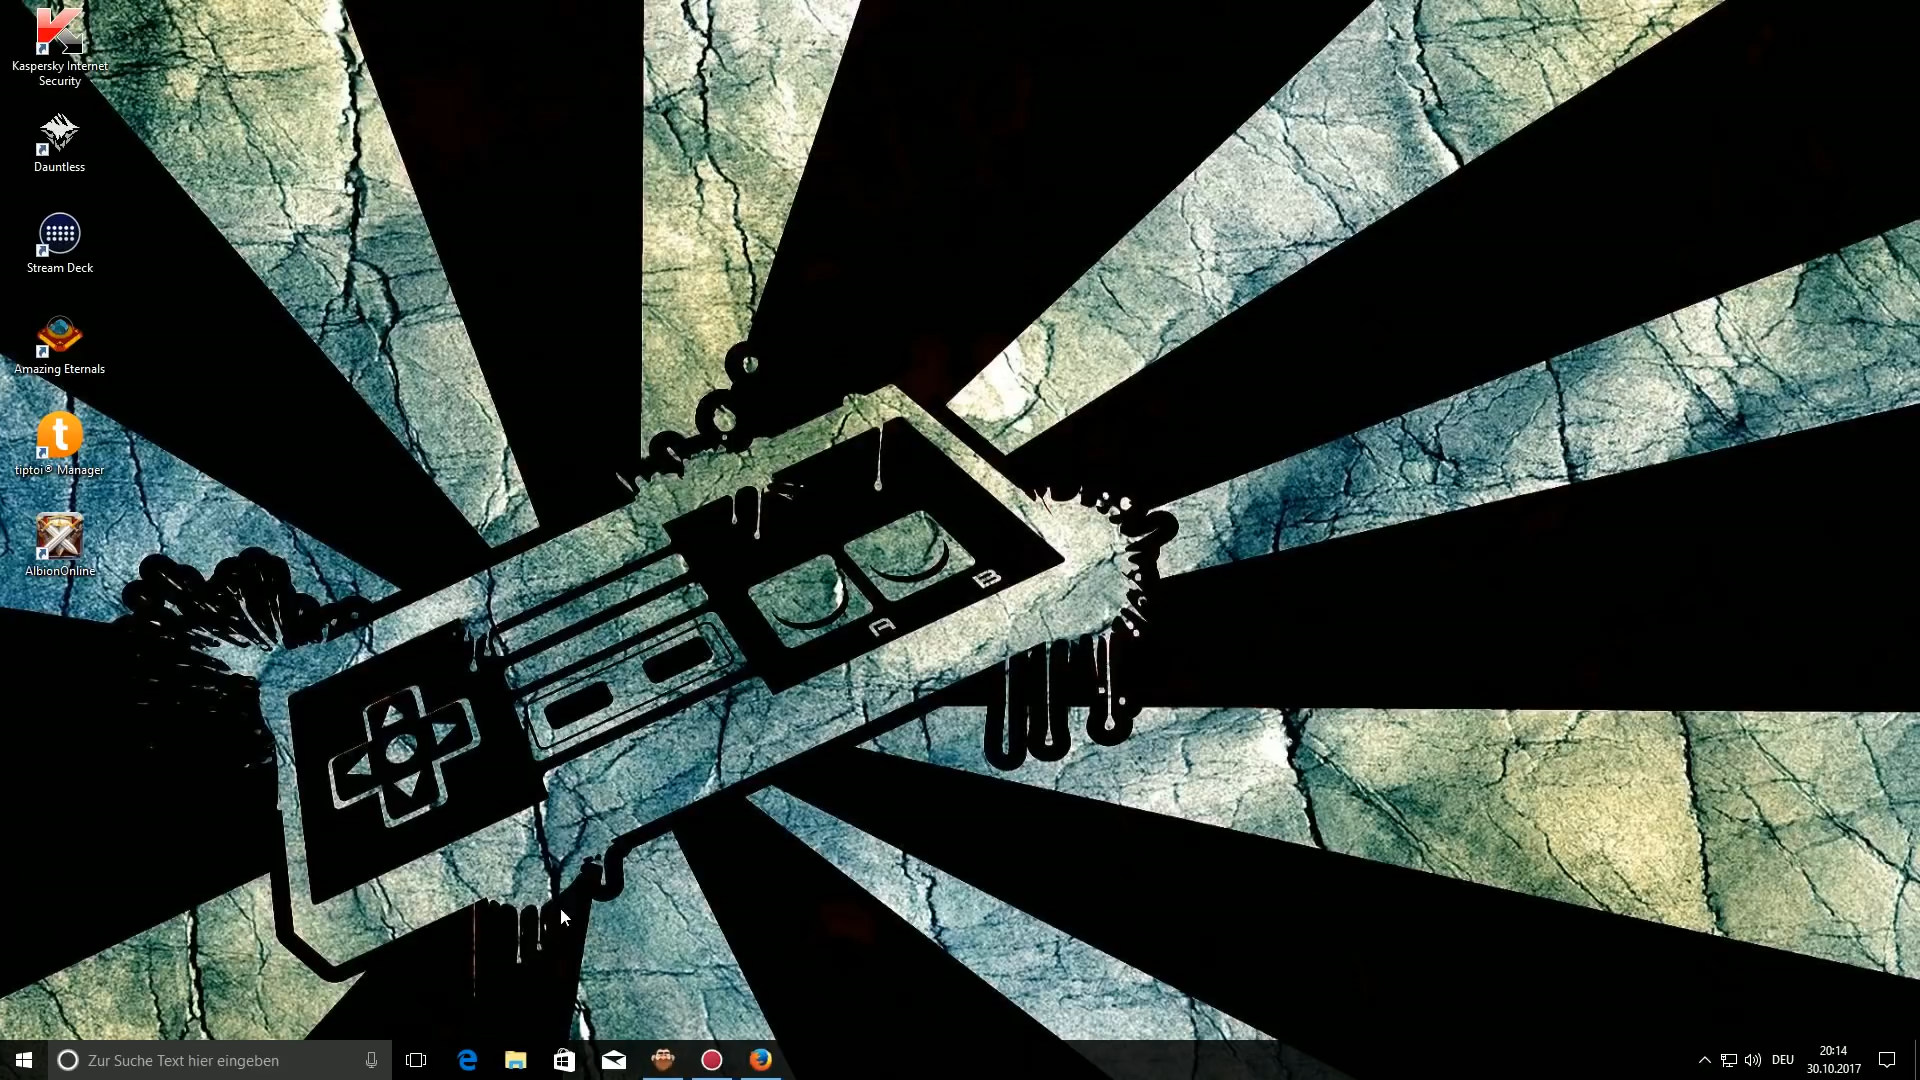 Kaspersky Internet
Security
Dauntless
Stream Deck
Amazing Eternals
t
tiptoi® Manager
AlbionOnline
A
B
Zur Suche Text hier eingeben
DEU
20:14
30.10.2017